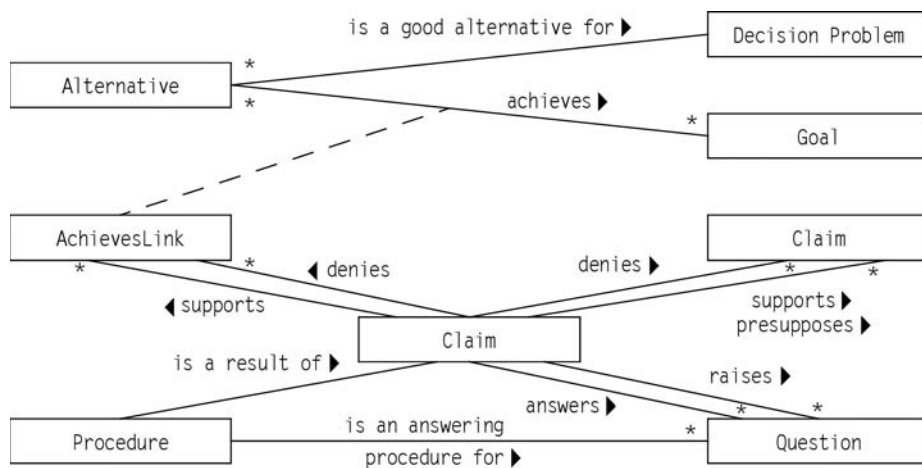 is a good alternative for ▶
Decision Problem
*
Alternative
*
achieves ▶
*
Goal
AchievesLink
Claim
*
*
◀ denies
denies ▶
*
*
◀ supports
supports ▶
presupposes ▶
Claim
is a result of ▶
raises ▶
answers ▶
*
*
Procedure
is an answering
procedure for ▶
*
Question